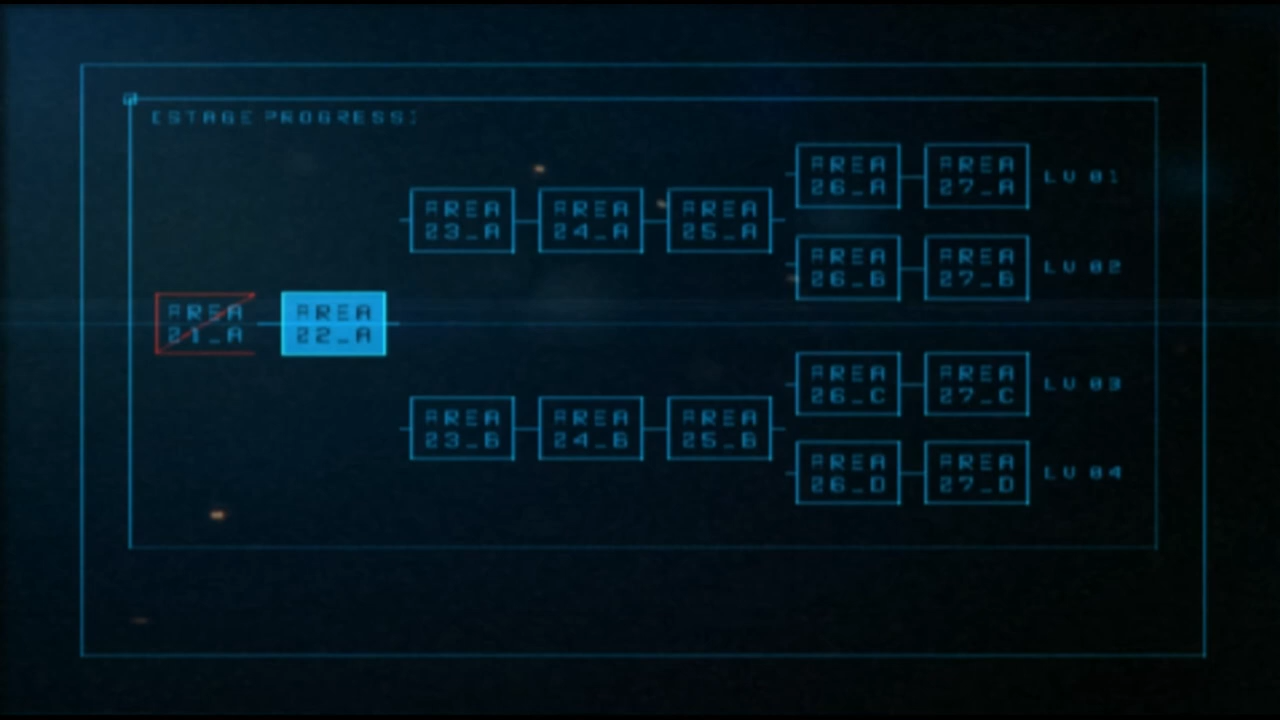 [STAGE PROGRESS]
AREA
21_A
AREA
22_A
AREA
23_A
AREA
24_A
AREA
25_A
AREA
26_A
AREA
27_A
LV 01
AREA
26_B
AREA
27_B
LV 02
AREA
23_B
AREA
24_B
AREA
25_B
AREA
26_C
AREA
27_C
LV 03
AREA
26_D
AREA
27_D
LV 04